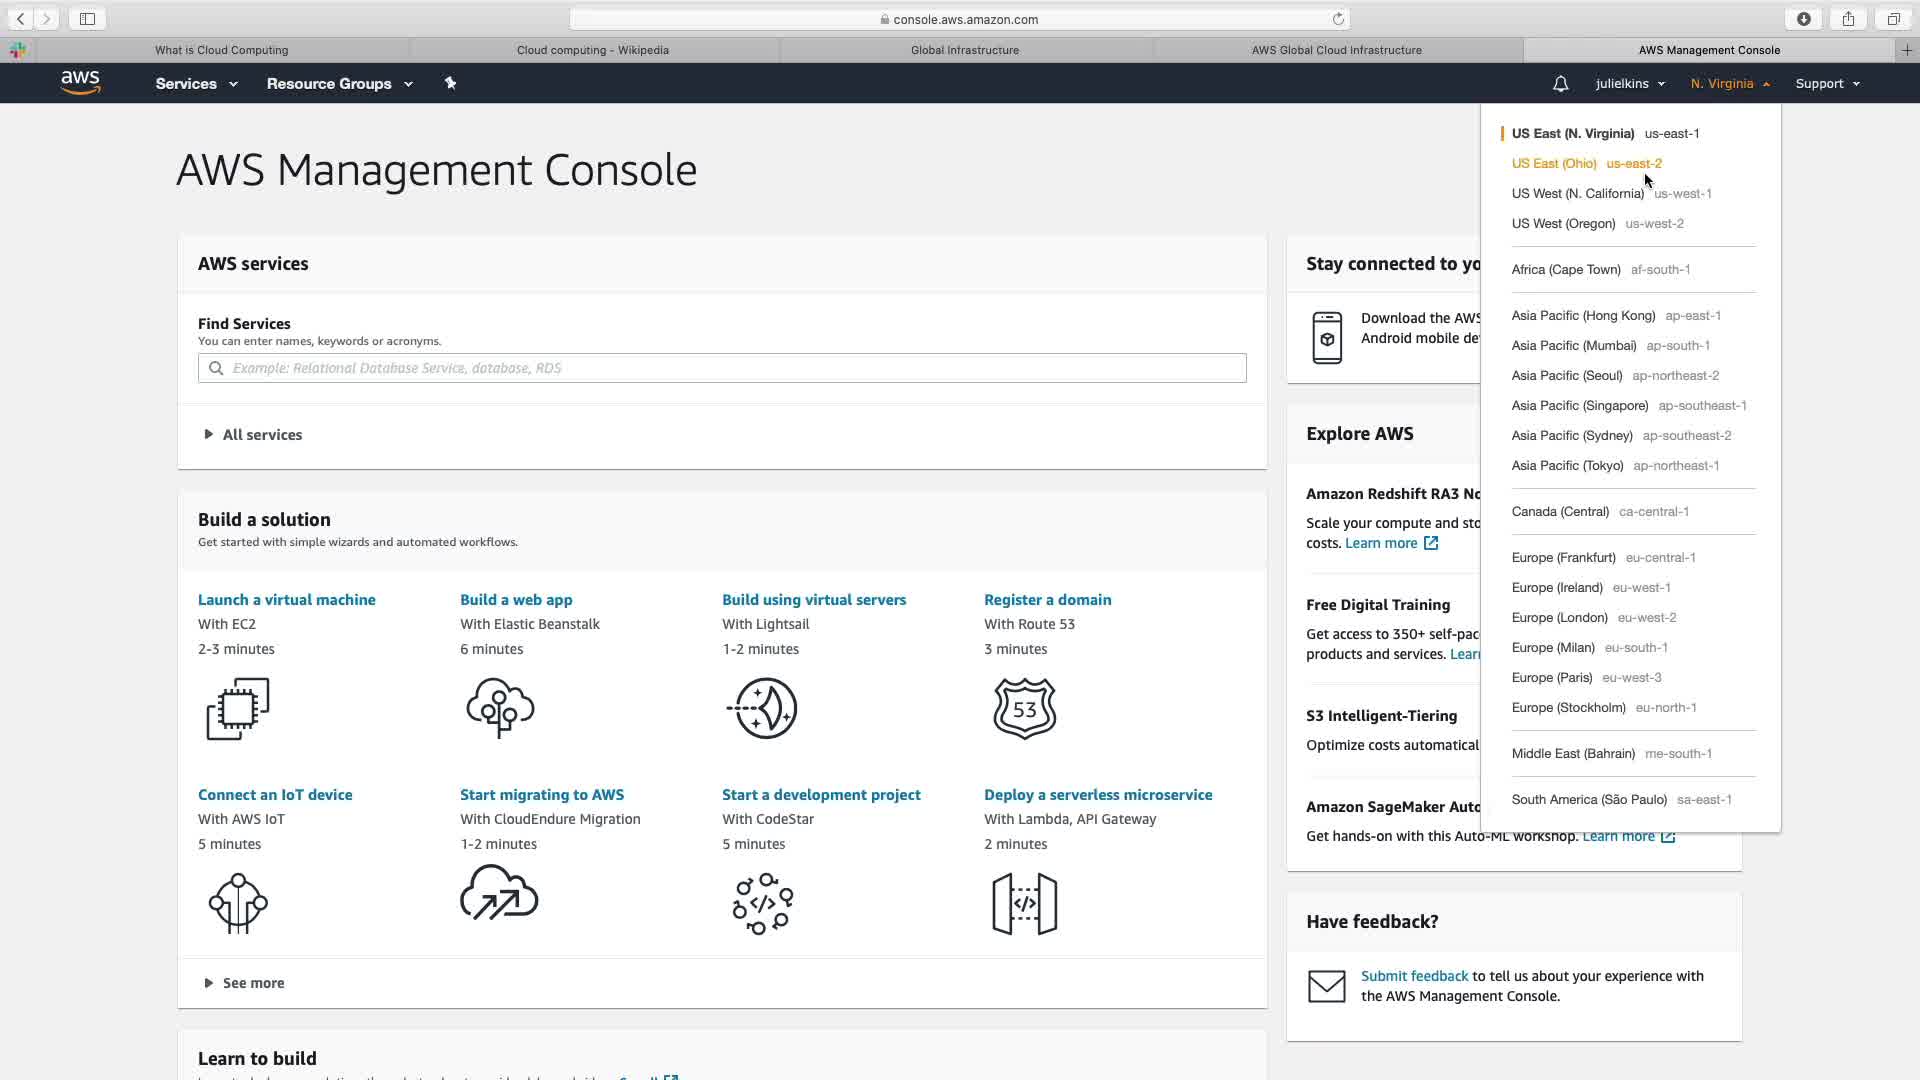 console.aws.amazon.com
What is Cloud Computing
Cloud computing - Wikipedia
Global Infrastructure
AWS Global Cloud Infrastructure
AWS Management Console
aws
Services
Resource Groups
julielkins
N. Virginia
Support
US East (N. Virginia) us-east-1
US East (Ohio) us-east-2
US West (N. California) us-west-1
US West (Oregon) us-west-2
Africa (Cape Town) af-south-1
Asia Pacific (Hong Kong) ap-east-1
Asia Pacific (Mumbai) ap-south-1
Asia Pacific (Seoul) ap-northeast-2
Asia Pacific (Singapore) ap-southeast-1
Asia Pacific (Sydney) ap-southeast-2
Asia Pacific (Tokyo) ap-northeast-1
Canada (Central) ca-central-1
Europe (Frankfurt) eu-central-1
Europe (Ireland) eu-west-1
Europe (London) eu-west-2
Europe (Milan) eu-south-1
Europe (Paris) eu-west-3
Europe (Stockholm) eu-north-1
Middle East (Bahrain) me-south-1
South America (São Paulo) sa-east-1
AWS Management Console
AWS services
Find Services
You can enter names, keywords or acronyms.
Example: Relational Database Service, database, RDS
All services
Build a solution
Get started with simple wizards and automated workflows.
Launch a virtual machine
With EC2
2-3 minutes
Build a web app
With Elastic Beanstalk
6 minutes
Build using virtual servers
With Lightsail
1-2 minutes
Register a domain
With Route 53
3 minutes
53
Connect an IoT device
With AWS IoT
5 minutes
Start migrating to AWS
With CloudEndure Migration
1-2 minutes
Start a development project
With CodeStar
5 minutes
</>
Deploy a serverless microservice
With Lambda, API Gateway
2 minutes
</>
See more
Learn to build
Stay connected to yo
Download the AWS
Android mobile de
Explore AWS
Amazon Redshift RA3 No
Scale your compute and sto
costs. Learn more
Free Digital Training
Get access to 350+ self-pac
products and services. Lear
S3 Intelligent-Tiering
Optimize costs automatical
Amazon SageMaker Auto
Get hands-on with this Auto-ML workshop. Learn more
Have feedback?
Submit feedback to tell us about your experience with
the AWS Management Console.